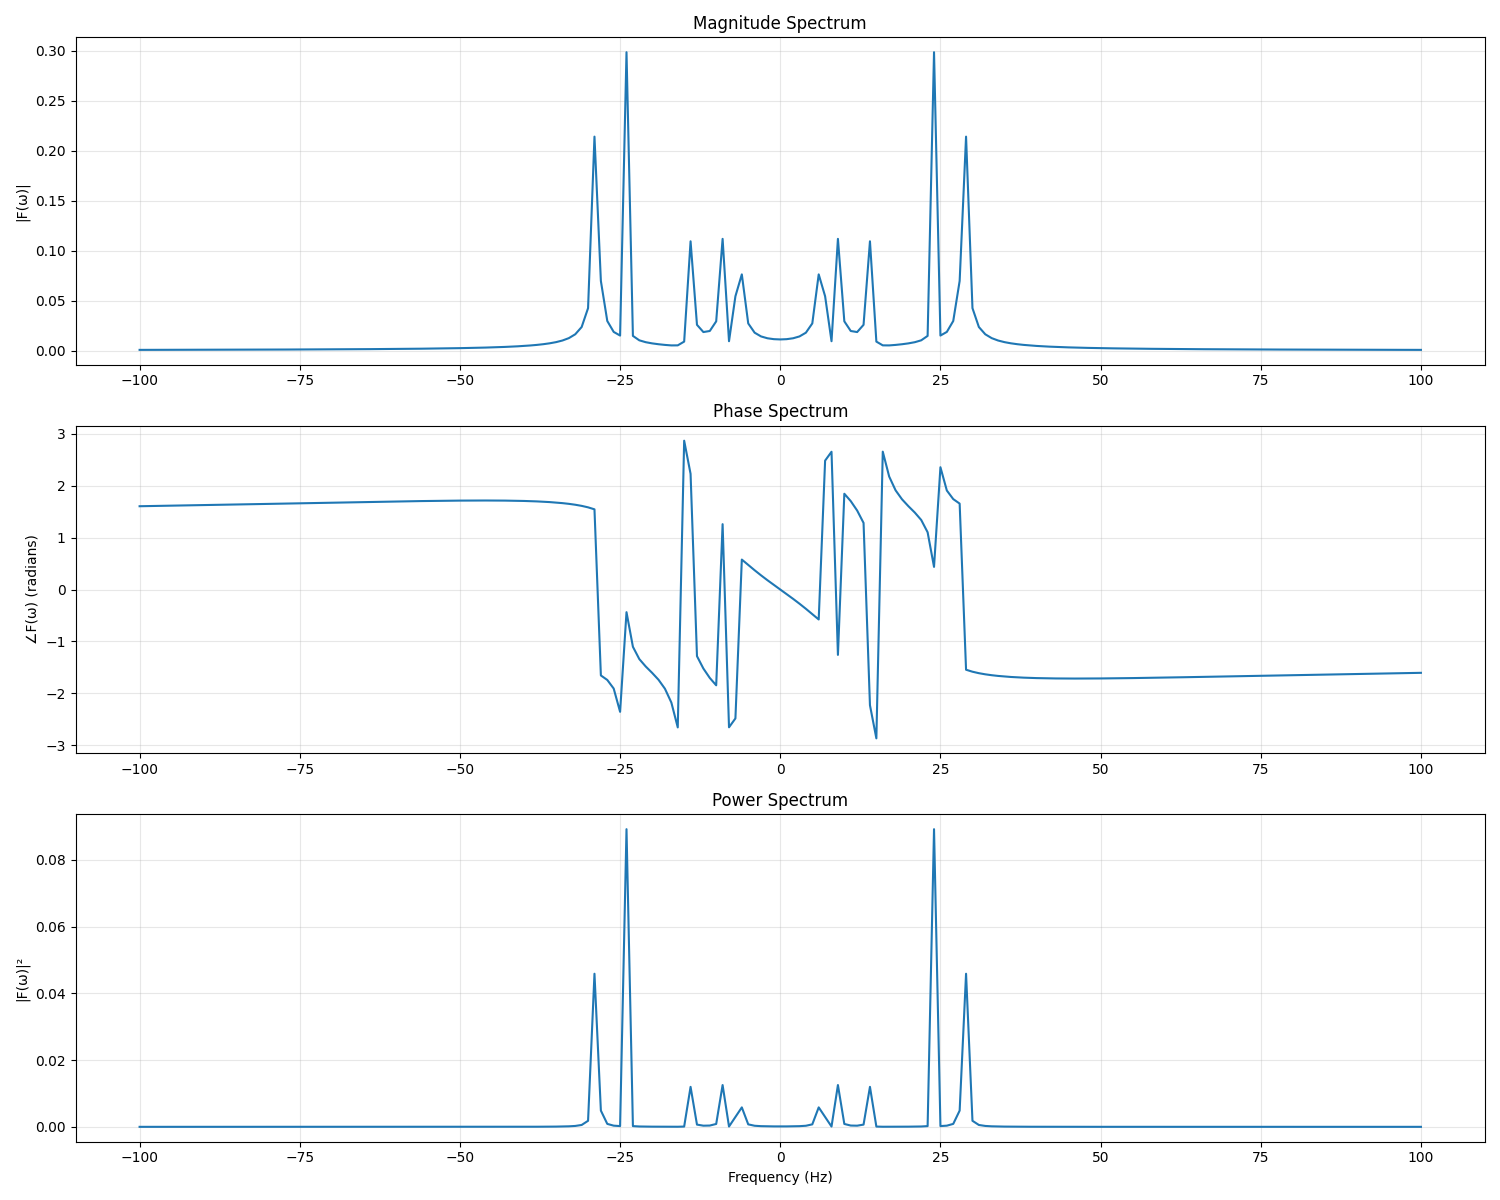 Magnitude Spectrum
|F(ω)|
0.30
0.25
0.20
0.15
0.10
0.05
0.00
−100 −75 −50 −25 0 25 50 75 100
Phase Spectrum
∠F(ω) (radians)
3
2
1
0
−1
−2
−3
−100 −75 −50 −25 0 25 50 75 100
Power Spectrum
|F(ω)|²
0.08
0.06
0.04
0.02
0.00
−100 −75 −50 −25 0 25 50 75 100
Frequency (Hz)